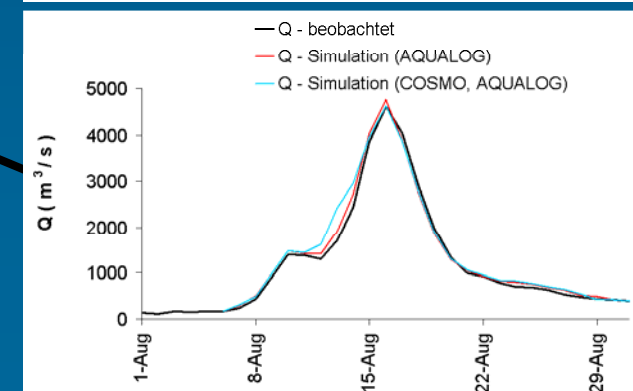 Q - beobachtet
Q - Simulation (AQUALOG)
Q - Simulation (COSMO, AQUALOG)
5000
4000
3000
2000
1000
0
Q ( m³ / s )
1-Aug
8-Aug
15-Aug
22-Aug
29-Aug